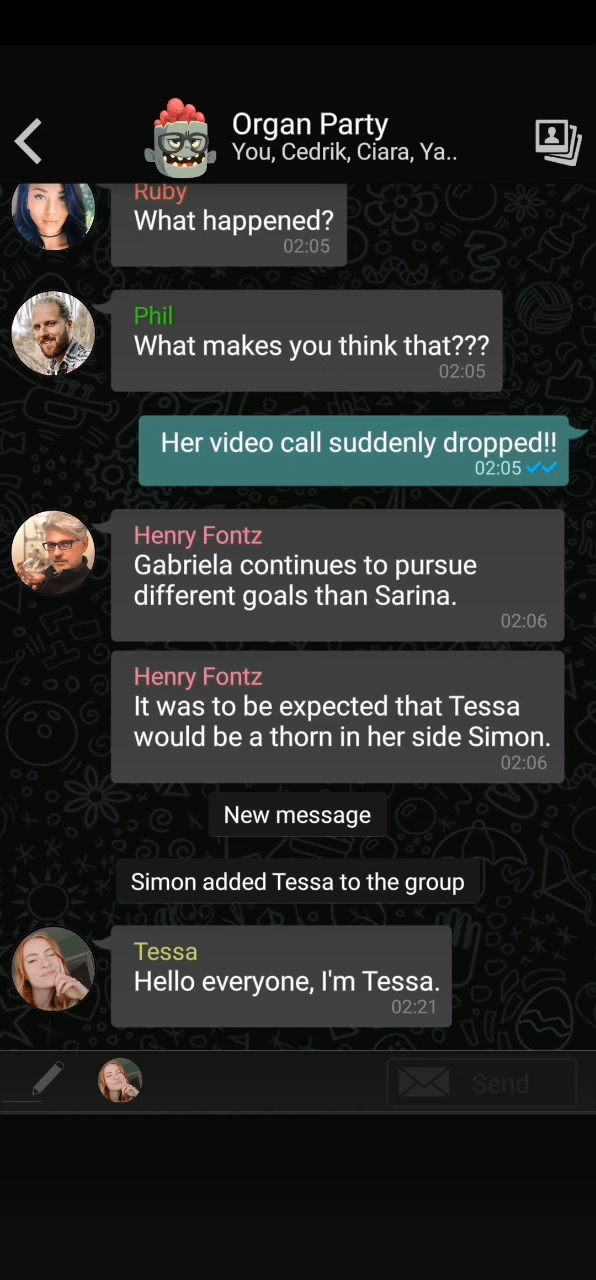 Organ Party
You, Cedrik, Ciara, Ya..
Ruby
What happened?
02:05
Phil
What makes you think that???
02:05
Her video call suddenly dropped!!
02:05
Henry Fontz
Gabriela continues to pursue
different goals than Sarina.
02:06
Henry Fontz
It was to be expected that Tessa
would be a thorn in her side Simon.
02:06
New message
Simon added Tessa to the group
Tessa
Hello everyone, I'm Tessa.
02:21
Send